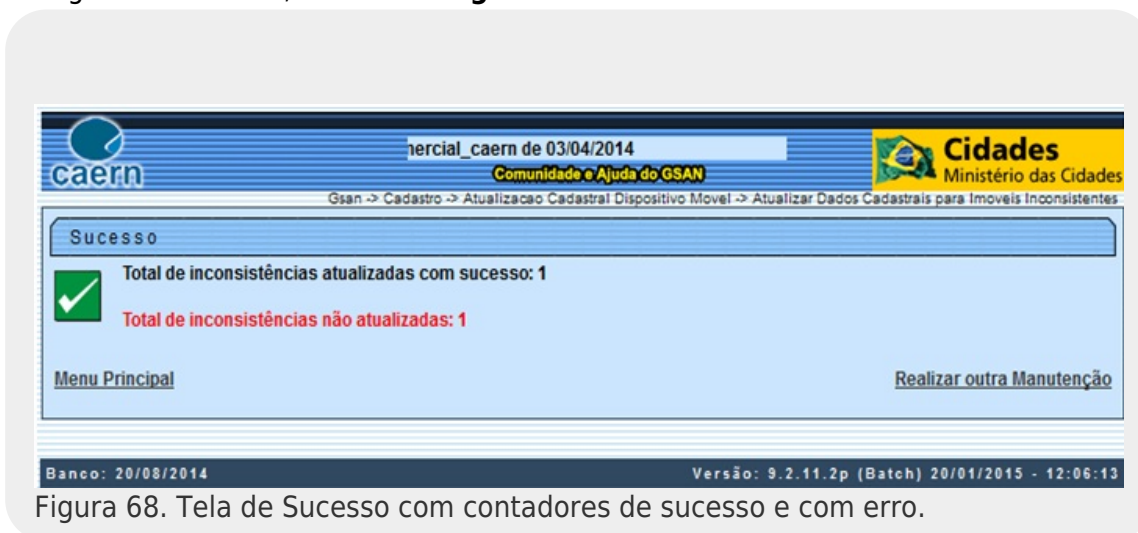 caern
nercial_caern de 03/04/2014
Comunidade e Ajuda do GSAN
Cidades
Ministério das Cidades
Gsan -> Cadastro -> Atualizacao Cadastral Dispositivo Movel -> Atualizar Dados Cadastrais para Imoveis Inconsistentes
Sucesso
Total de inconsistências atualizadas com sucesso: 1
Total de inconsistências não atualizadas: 1
Menu Principal
Realizar outra Manutenção
Banco: 20/08/2014
Versão: 9.2.11.2p (Batch) 20/01/2015 - 12:06:13
Figura 68. Tela de Sucesso com contadores de sucesso e com erro.